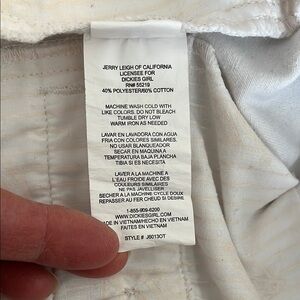 JERRY LEIGH OF CALIFORNIA
LICENSEE FOR
DICKIES GIRL
RN# 55219
40% POLYESTER/60% COTTON
MACHINE WASH COLD WITH
LIKE COLORS. DO NOT BLEACH
TUMBLE DRY LOW
WARM IRON AS NEEDED
LAVAR EN LAVADORA CON AGUA
FRIA CON COLORES SIMILARES.
NO USAR BLANQUEADOR
SECAR EN MAQUINA A
TEMPERATURA BAJA PLANCHA
TIBIA SI ES NECESITA
LAVER A LA MACHINE A
L'EAU FROIDE AVEC DES
COULEURS SIMILAIRES.
NE PAS JAVELLISER
SECHER A LA MACHINE CYCLE DOUX
REPASSER AU FER CHAUD SI DESIRE
1-855-909-6200
WWW.DICKIESGIRL.COM
MADE IN VIETNAM/HECHO EN VIETNAM
FAITES EN VIETNAM
STYLE # J6013OT